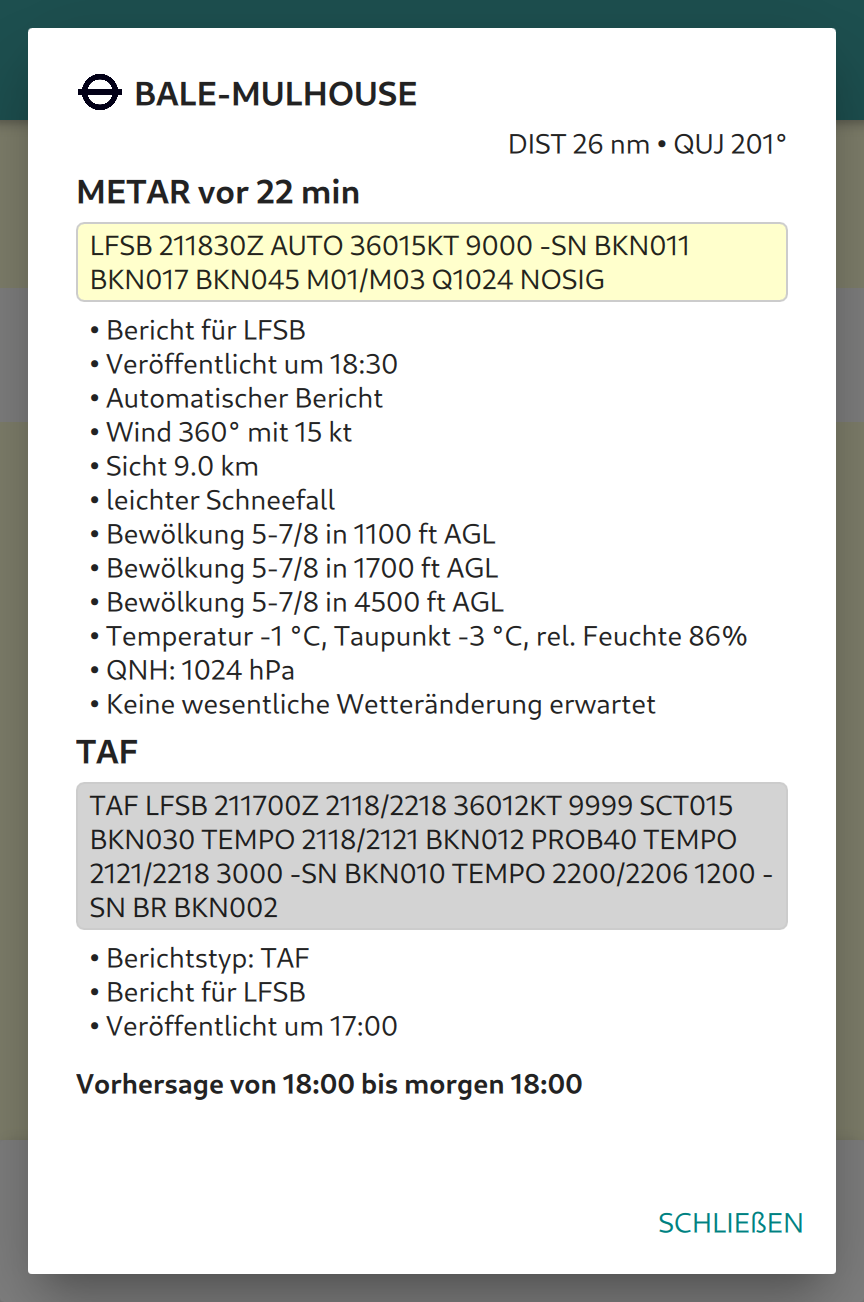 BALE-MULHOUSE
DIST 26 nm • QUJ 201°
METAR vor 22 min
LFSB 211830Z AUTO 36015KT 9000 -SN BKN011
BKN017 BKN045 M01/M03 Q1024 NOSIG
• Bericht für LFSB
• Veröffentlicht um 18:30
• Automatischer Bericht
• Wind 360° mit 15 kt
• Sicht 9.0 km
• leichter Schneefall
• Bewölkung 5-7/8 in 1100 ft AGL
• Bewölkung 5-7/8 in 1700 ft AGL
• Bewölkung 5-7/8 in 4500 ft AGL
• Temperatur -1 °C, Taupunkt -3 °C, rel. Feuchte 86%
• QNH: 1024 hPa
• Keine wesentliche Wetteränderung erwartet
TAF
TAF LFSB 211700Z 2118/2218 36012KT 9999 SCT015
BKN030 TEMPO 2118/2121 BKN012 PROB40 TEMPO
2121/2218 3000 -SN BKN010 TEMPO 2200/2206 1200 -
SN BR BKN002
• Berichtstyp: TAF
• Bericht für LFSB
• Veröffentlicht um 17:00
Vorhersage von 18:00 bis morgen 18:00
SCHLIEßEN